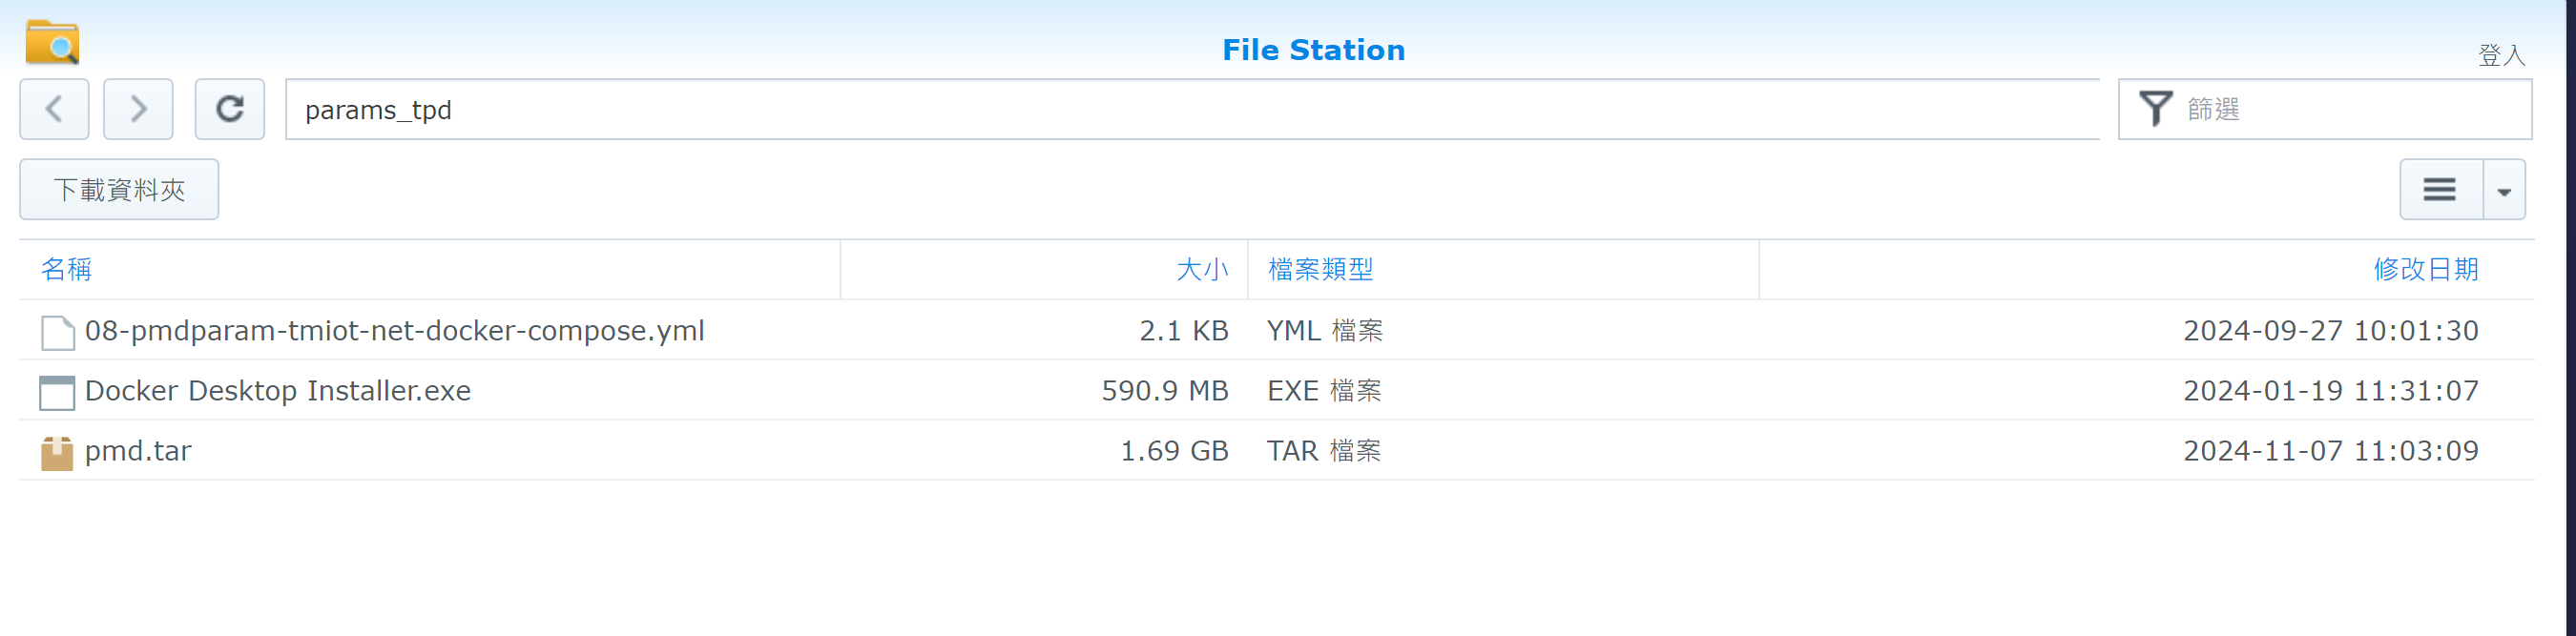 File Station
登入
params_tpd
篩選
下載資料夾
名稱 大小 檔案類型 修改日期
08-pmdparam-tmiot-net-docker-compose.yml 2.1 KB YML 檔案 2024-09-27 10:01:30
Docker Desktop Installer.exe 590.9 MB EXE 檔案 2024-01-19 11:31:07
pmd.tar 1.69 GB TAR 檔案 2024-11-07 11:03:09